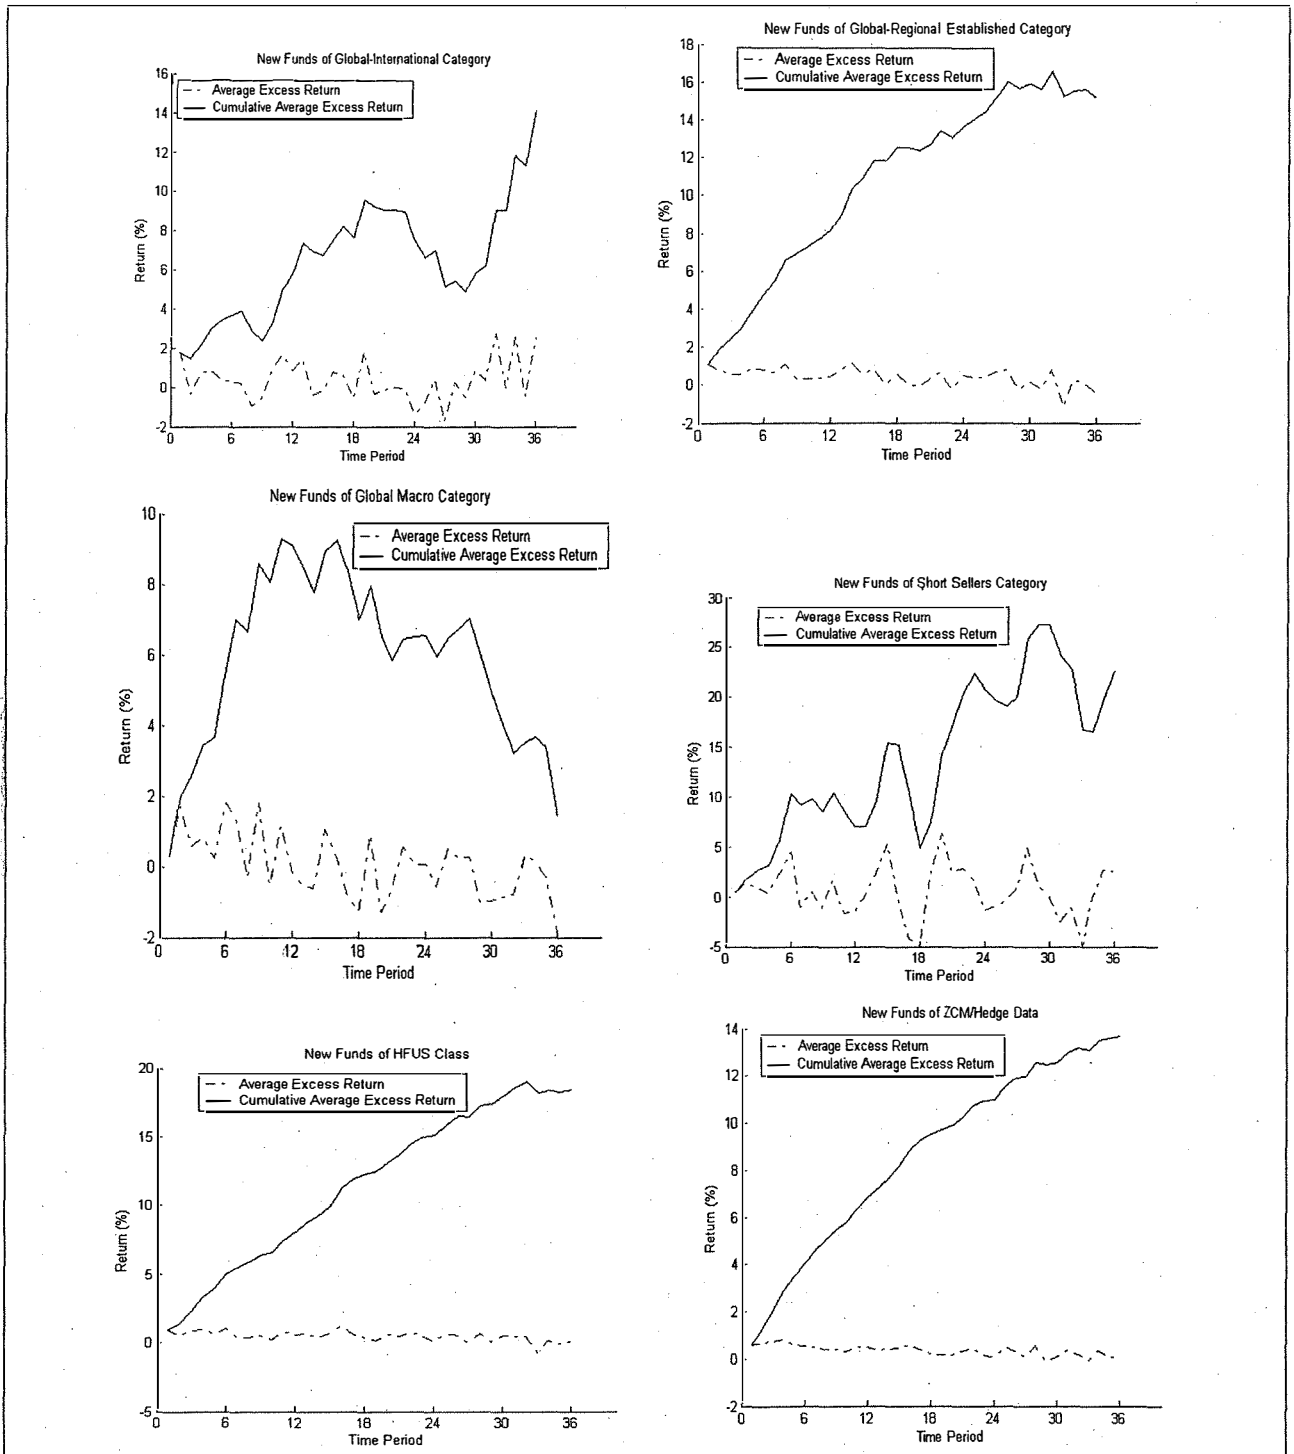 New Funds of Global-International Category
16
14
12
10
8
6
4
2
0
-2
Average Excess Return
Cumulative Average Excess Return
Return (%)
0 6 12 18 24 30 36
Time Period
New Funds of Global-Regional Established Category
18
16
14
12
10
8
6
4
2
0
-2
Average Excess Return
Cumulative Average Excess Return
Return (%)
0 6 12 18 24 30 36
Time Period
New Funds of Global Macro Category
10
8
6
4
2
0
-2
Average Excess Return
Cumulative Average Excess Return
Return (%)
0 6 12 18 24 30 36
Time Period
New Funds of Short Sellers Category
30
25
20
15
10
5
0
-5
Average Excess Return
Cumulative Average Excess Return
Return (%)
0 6 12 18 24 30 36
Time Period
New Funds of HFUS Class
20
15
10
5
0
-5
Average Excess Return
Cumulative Average Excess Return
Return (%)
0 6 12 18 24 30 36
Time Period
New Funds of ZCM/Hedge Data
14
12
10
8
6
4
2
0
-2
Average Excess Return
Cumulative Average Excess Return
Return (%)
0 6 12 18 24 30 36
Time Period